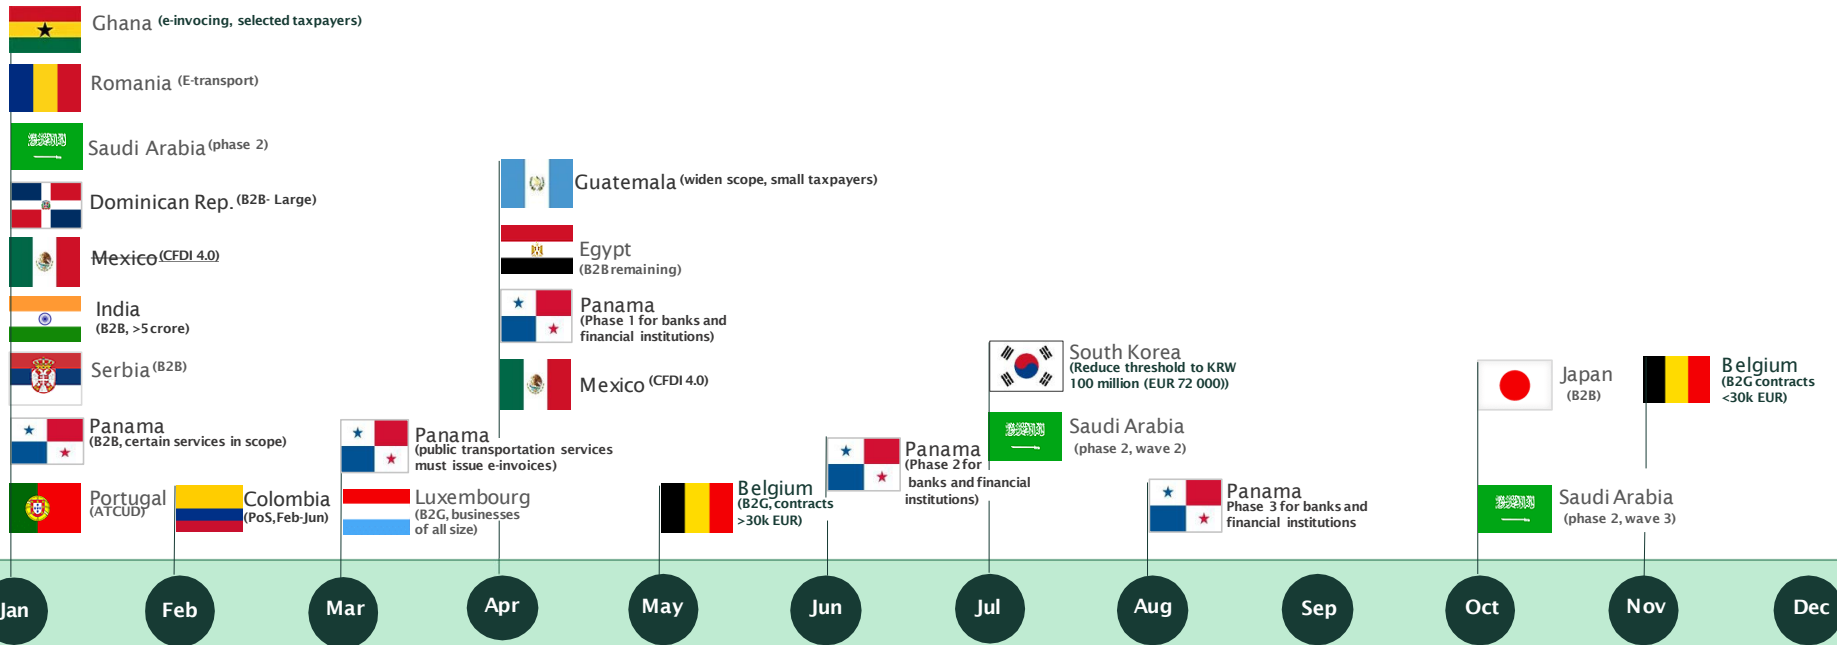 Ghana (e-invocing, selected taxpayers)
Romania (E-transport)
Saudi Arabia (phase 2)
Dominican Rep. (B2B- Large)
Mexico (CFDI 4.0)
India
(B2B, >5 crore)
Serbia (B2B)
Panama
(B2B, certain services in scope)
Portugal
(ATCUD)
Colombia
(PoS,Feb-Jun)
Panama
(public transportation services
must issue e-invoices)
Luxembourg
(B2G, businesses
of all size)
Guatemala (widen scope, small taxpayers)
Egypt
(B2B remaining)
Panama
(Phase 1 for banks and
financial institutions)
Mexico (CFDI 4.0)
Belgium
(B2G, contracts
>30k EUR)
Panama
(Phase 2 for
banks and financial
institutions)
South Korea
(Reduce threshold to KRW
100 million (EUR 72 000))
Saudi Arabia
(phase 2, wave 2)
Panama
Phase 3 for banks and
financial institutions
Japan
(B2B)
Saudi Arabia
(phase 2, wave 3)
Belgium
(B2G contracts
<30k EUR)
Jan
Feb
Mar
Apr
May
Jun
Jul
Aug
Sep
Oct
Nov
Dec